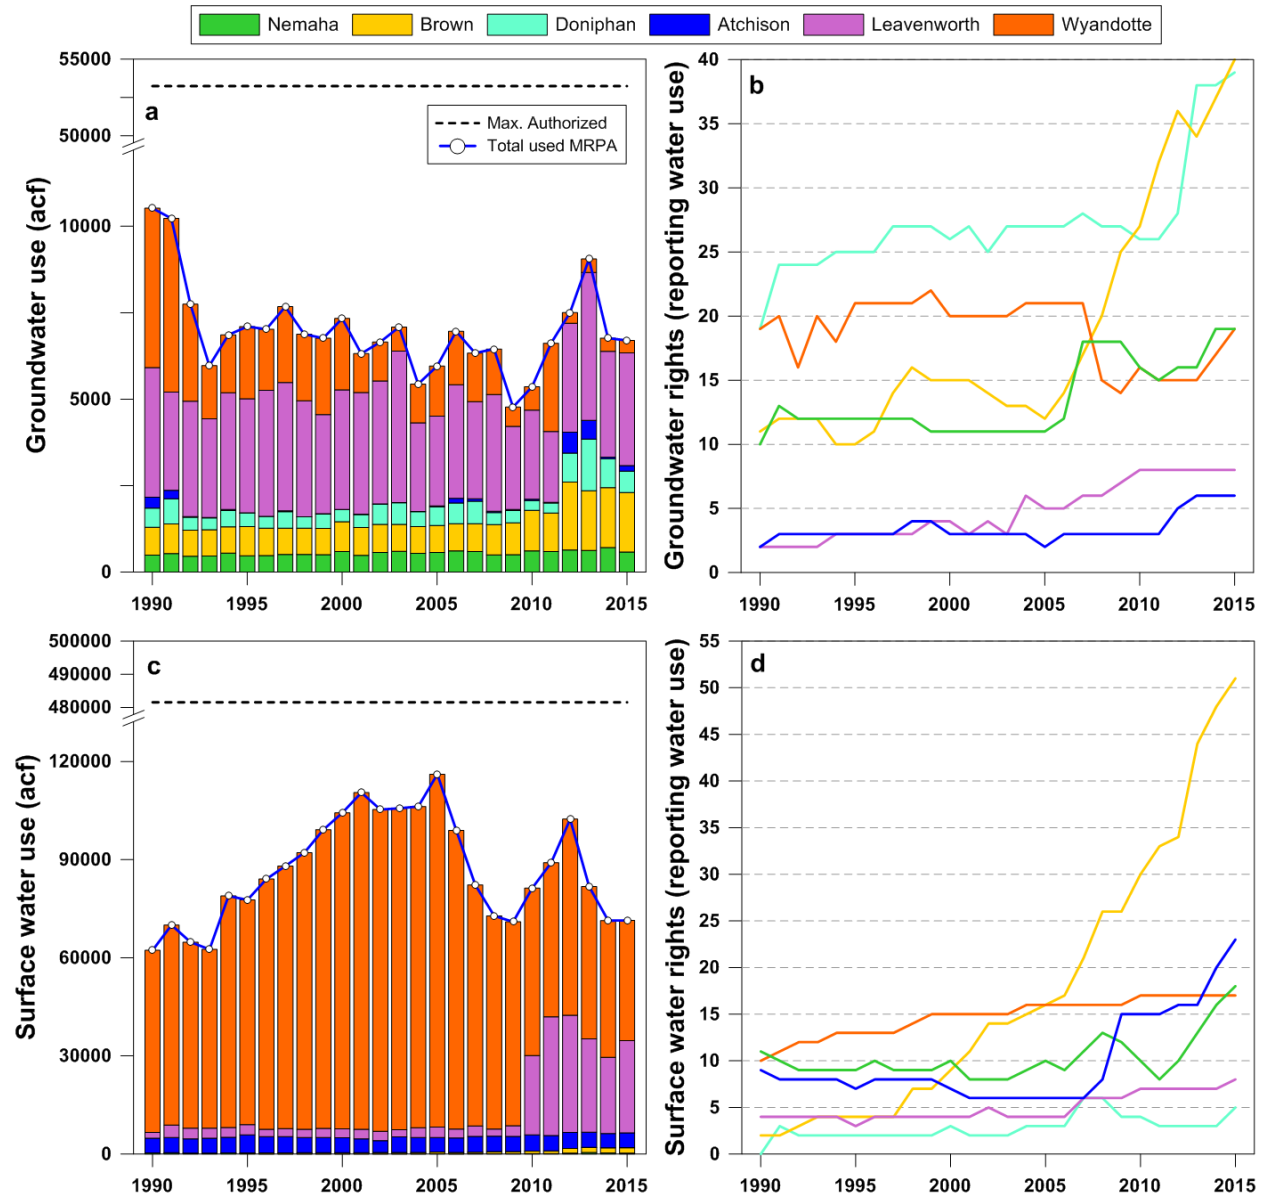 Nemaha Brown Doniphan Atchison Leavenworth Wyandotte
a
Max. Authorized
Total used MRPA
Groundwater use (acf)
55000
50000
10000
5000
0
1990 1995 2000 2005 2010 2015
b
Groundwater rights (reporting water use)
40
35
30
25
20
15
10
5
0
1990 1995 2000 2005 2010 2015
c
Surface water use (acf)
500000
490000
480000
120000
90000
60000
30000
0
1990 1995 2000 2005 2010 2015
d
Surface water rights (reporting water use)
55
50
45
40
35
30
25
20
15
10
5
0
1990 1995 2000 2005 2010 2015